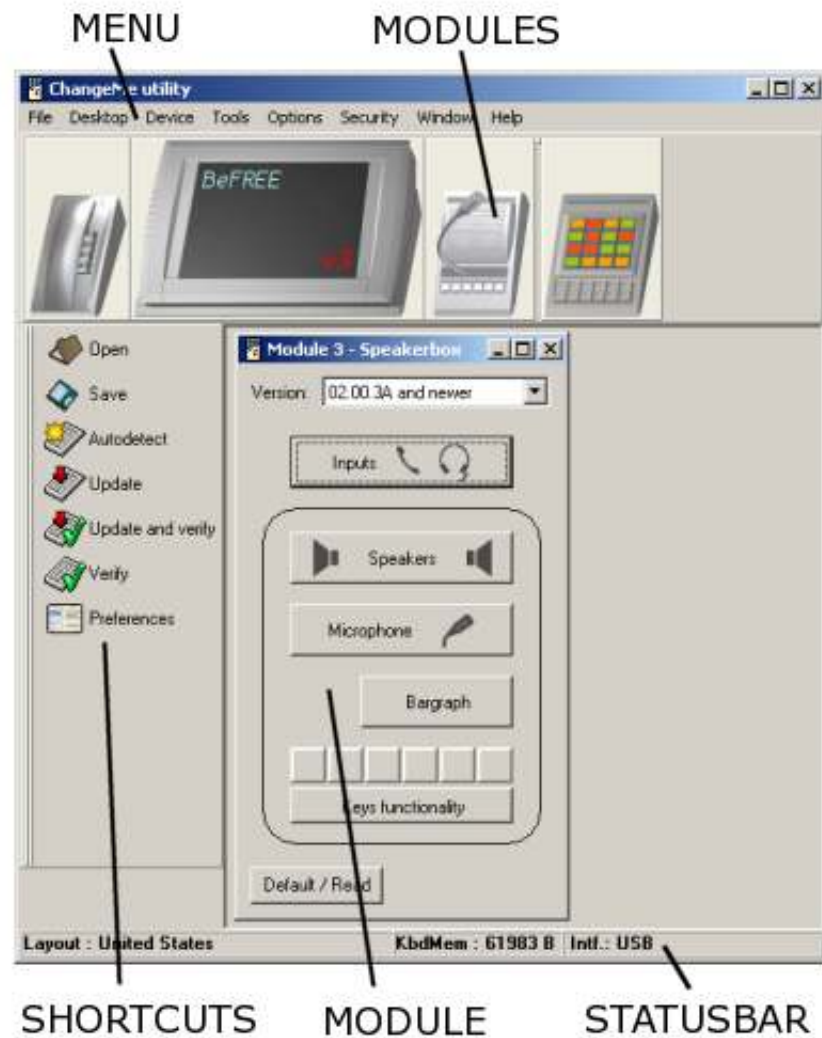 MENU
MODULES
ChangeMe utility
File Desktop Device Tools Options Security Window Help
BeFREE
v3
Open
Save
Autodetect
Update
Update and verify
Verify
Preferences
Module 3 - Speakerbox
Version: 02.00.3A and newer
Inputs
Speakers
Microphone
Bargraph
Keys functionality
Default / Read
Layout : United States
KbdMem : 61983 B
Intf.: USB
SHORTCUTS
MODULE
STATUSBAR